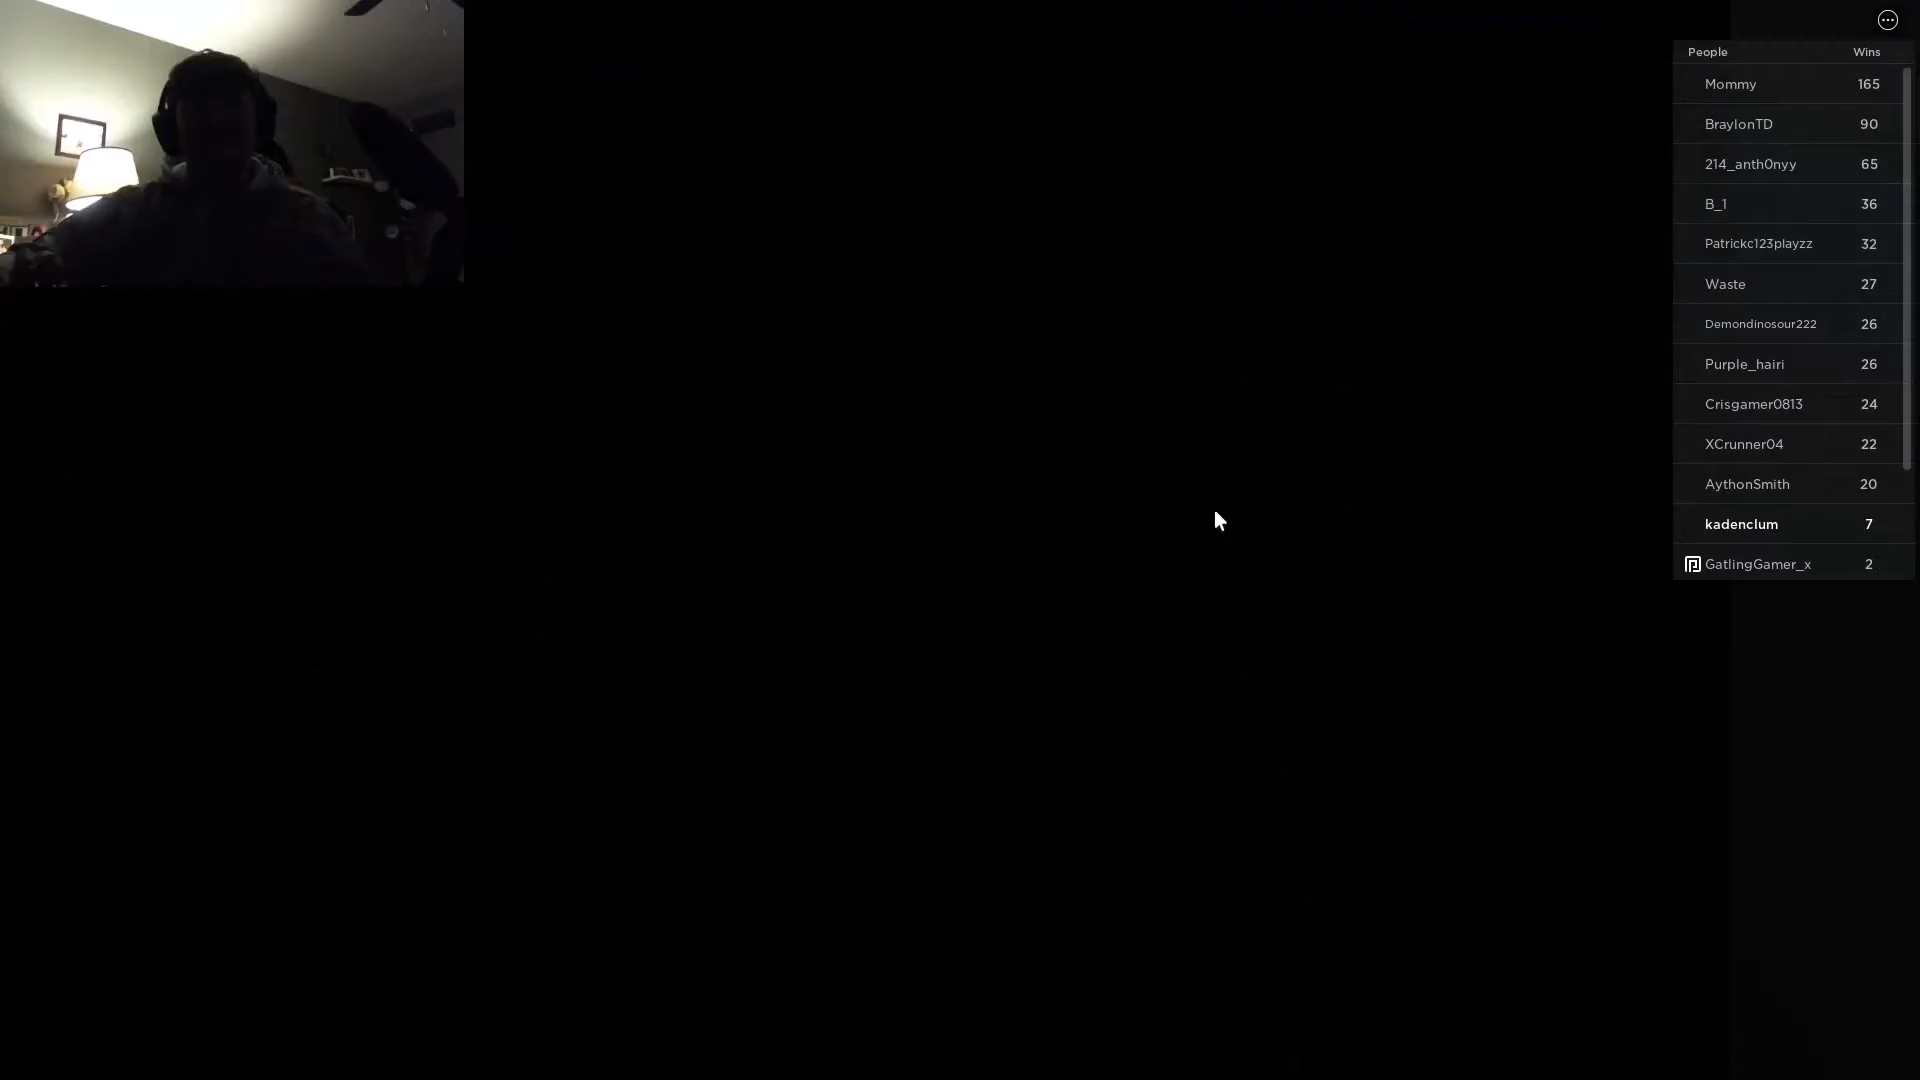 People Wins
Mommy 165
BraylonTD 90
214_anth0nyy 65
B_1 36
Patrickc123playzz 32
Waste 27
Demondinosour222 26
Purple_hairi 26
Crisgamer0813 24
XCrunner04 22
AythonSmith 20
kadenclum 7
GatlingGamer_x 2